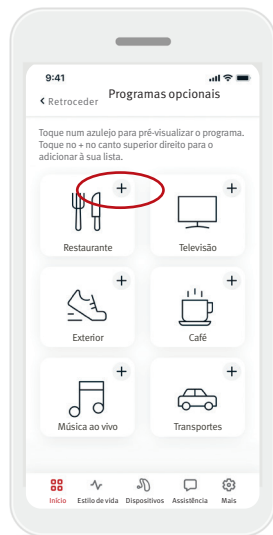 9:41
Retroceder Programas opcionais
Toque num azulejo para pré-visualizar o programa.
Toque no + no canto superior direito para o
adicionar à sua lista.
+ +
Restaurante Televisão
+ +
Exterior Café
+ +
Música ao vivo Transportes
Início Estilo de vida Dispositivos Assistência Mais